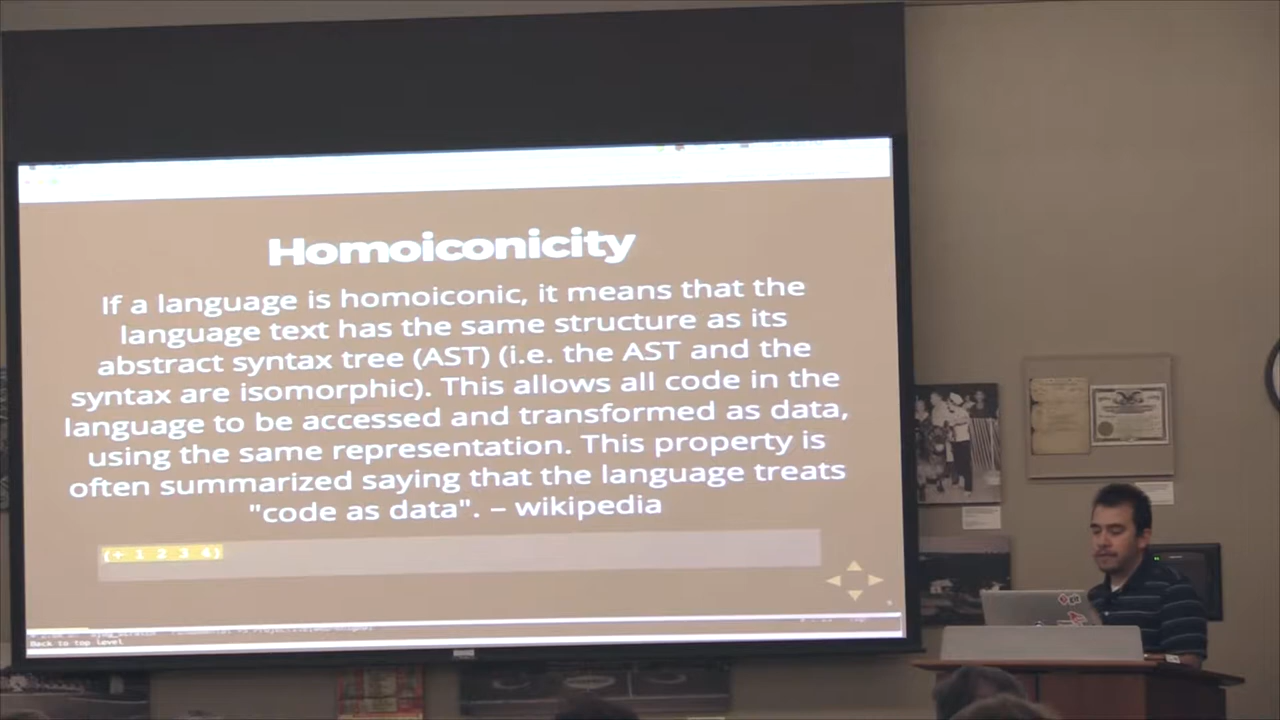 Homoiconicity
If a language is homoiconic, it means that the
language text has the same structure as its
abstract syntax tree (AST) (i.e. the AST and the
syntax are isomorphic). This allows all code in the
language to be accessed and transformed as data,
using the same representation. This property is
often summarized saying that the language treats
"code as data". – wikipedia
(+ 1 2 3 4)
Back to top level